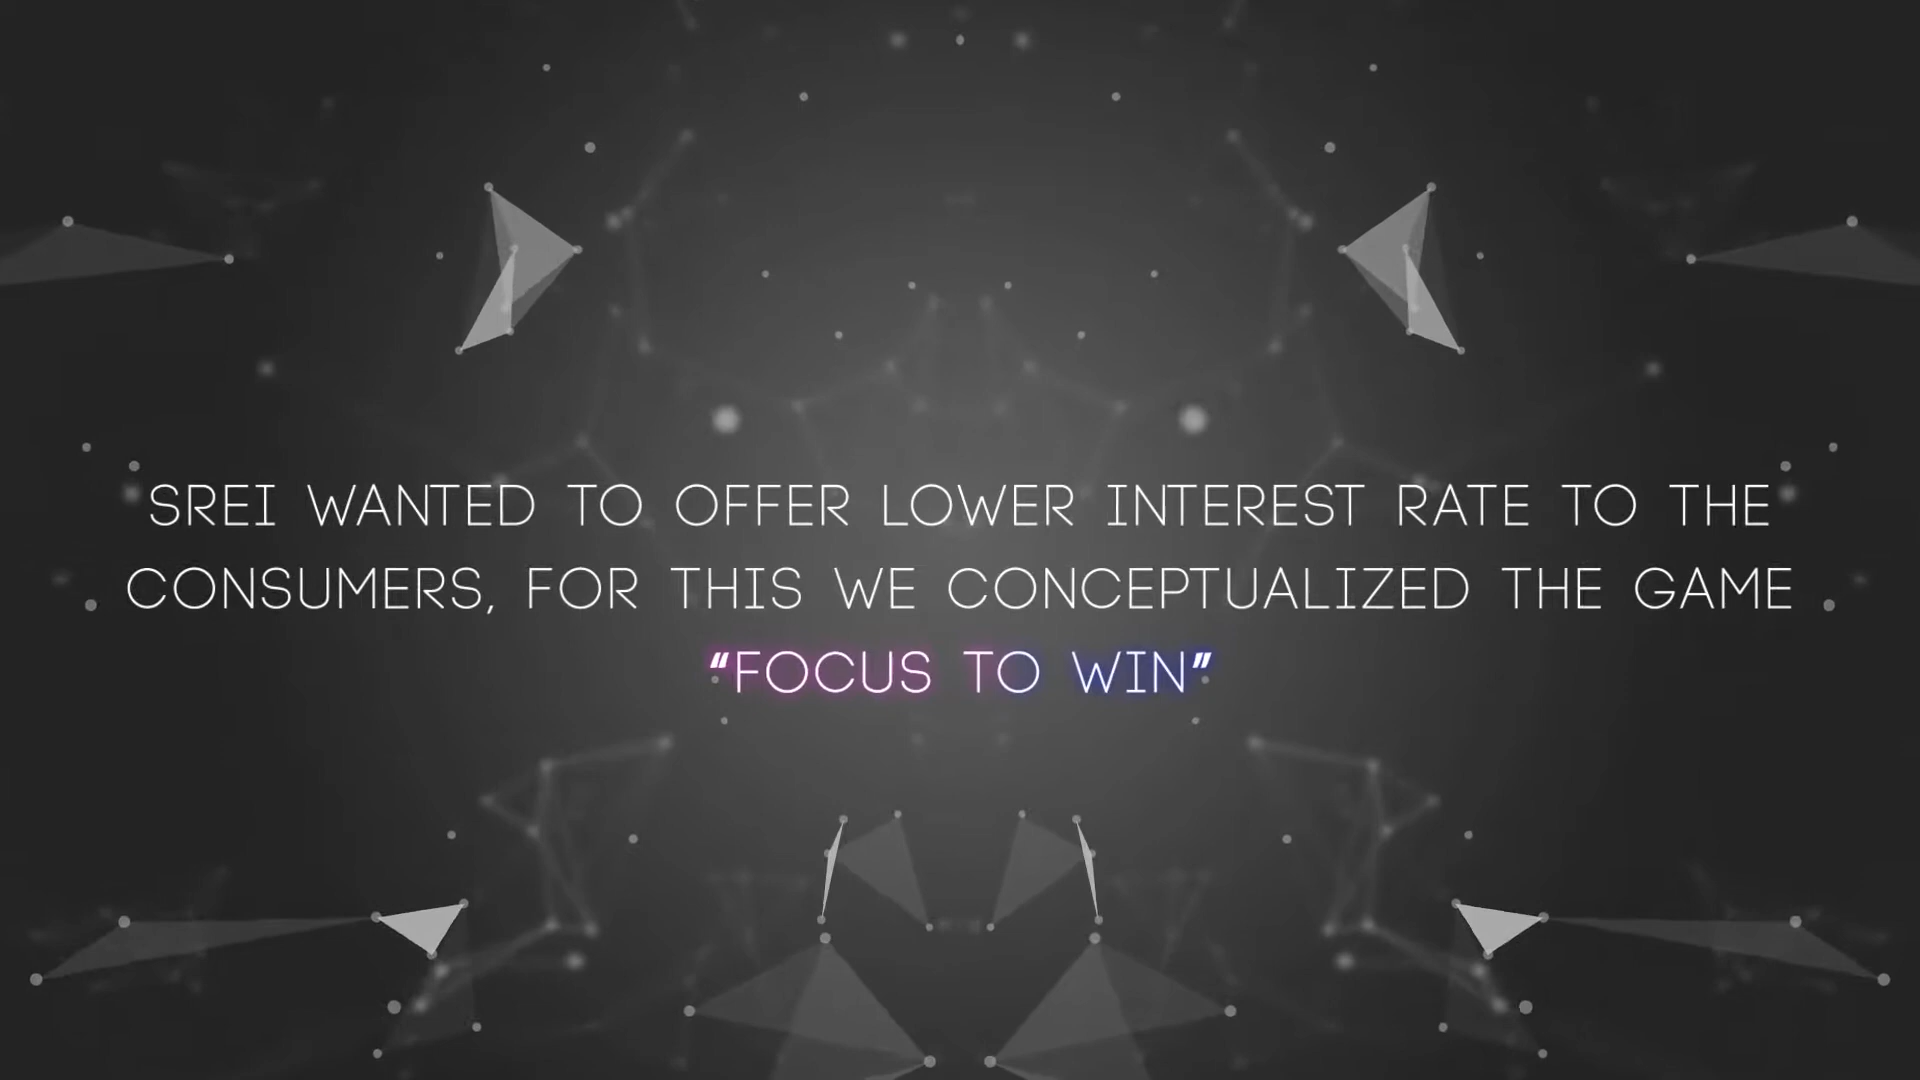 SREI WANTED TO OFFER LOWER INTEREST RATE TO THE
CONSUMERS, FOR THIS WE CONCEPTUALIZED THE GAME
“FOCUS TO WIN”